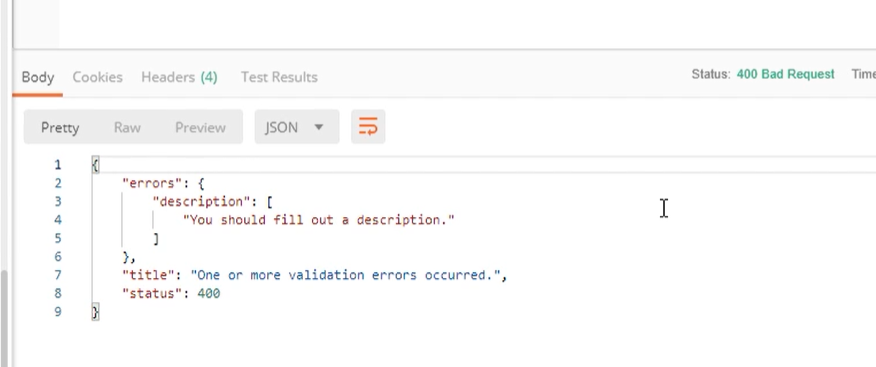 Body Cookies Headers (4) Test Results Status: 400 Bad Request Time
Pretty Raw Preview JSON
1 {
2 "errors": {
3 "description": [
4 "You should fill out a description."
5 ]
6 },
7 "title": "One or more validation errors occurred.",
8 "status": 400
9 }